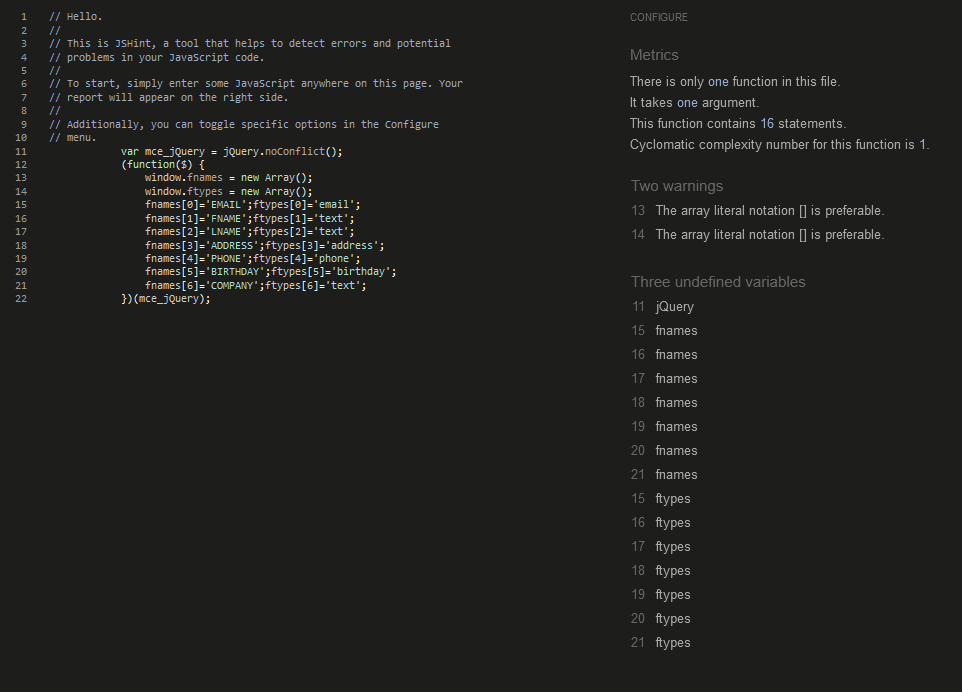 1 // Hello.
2 //
3 // This is JSHint, a tool that helps to detect errors and potential
4 // problems in your JavaScript code.
5 //
6 // To start, simply enter some JavaScript anywhere on this page. Your
7 // report will appear on the right side.
8 //
9 // Additionally, you can toggle specific options in the Configure
10 // menu.
11 var mce_jQuery = jQuery.noConflict();
12 (function($) {
13 window.fnames = new Array();
14 window.ftypes = new Array();
15 fnames[0]='EMAIL';ftypes[0]='email';
16 fnames[1]='FNAME';ftypes[1]='text';
17 fnames[2]='LNAME';ftypes[2]='text';
18 fnames[3]='ADDRESS';ftypes[3]='address';
19 fnames[4]='PHONE';ftypes[4]='phone';
20 fnames[5]='BIRTHDAY';ftypes[5]='birthday';
21 fnames[6]='COMPANY';ftypes[6]='text';
22 })(mce_jQuery);
CONFIGURE
Metrics
There is only one function in this file.
It takes one argument.
This function contains 16 statements.
Cyclomatic complexity number for this function is 1.
Two warnings
13 The array literal notation [] is preferable.
14 The array literal notation [] is preferable.
Three undefined variables
11 jQuery
15 fnames
16 fnames
17 fnames
18 fnames
19 fnames
20 fnames
21 fnames
15 ftypes
16 ftypes
17 ftypes
18 ftypes
19 ftypes
20 ftypes
21 ftypes